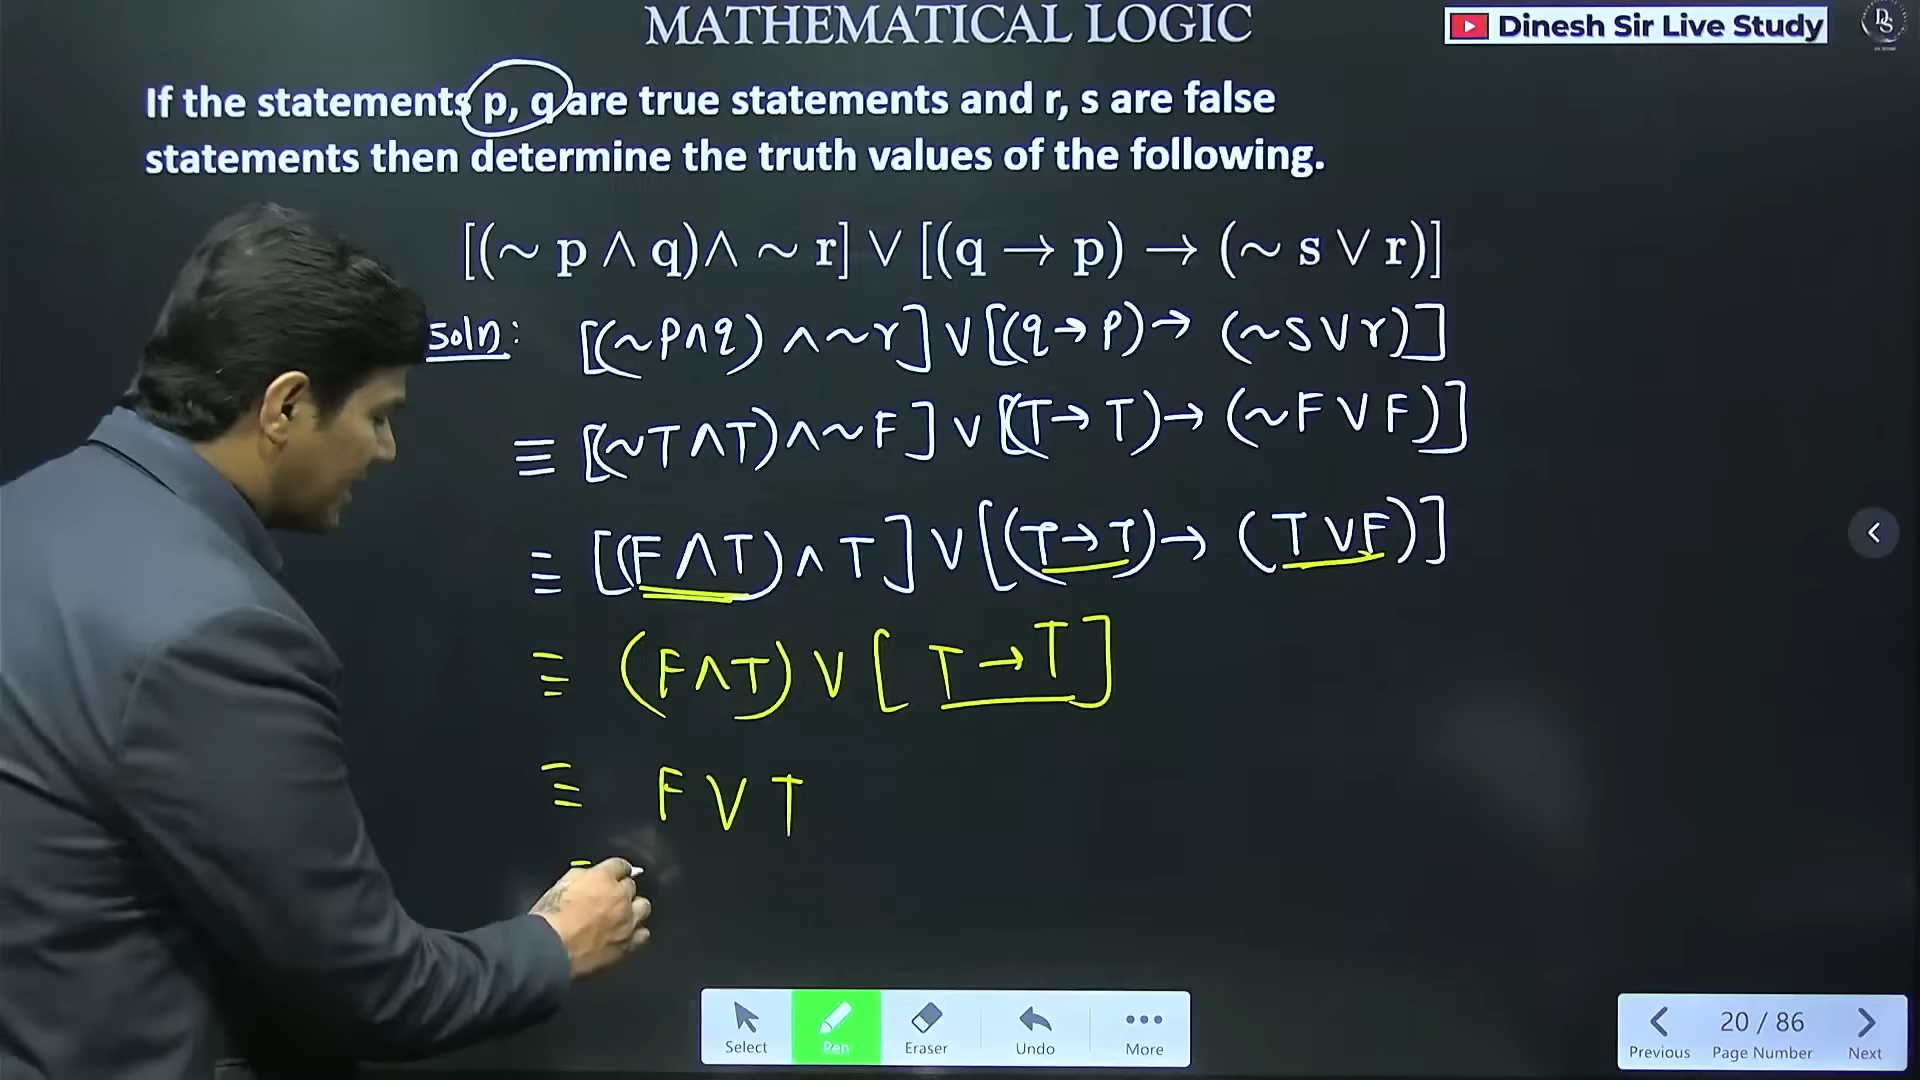 MATHEMATICAL LOGIC
Dinesh Sir Live Study
DS
If the statements p, q are true statements and r, s are false
statements then determine the truth values of the following.
[(∼ p ∧ q)∧ ∼ r] ∨ [(q → p) → (∼ s ∨ r)]
Soln: [(~p∧q) ∧~r] ∨ [(q→p)→ (~s∨r)]
≡ [(~T∧T)∧~F] ∨ [(T→T)→ (~F∨F)]
≡ [(F∧T)∧T] ∨ [(T→T)→ (T∨F)]
≡ (F∧T) ∨ [T→T]
≡ F ∨ T
Select
Pen
Eraser
Undo
More
20 / 86
Previous
Page Number
Next